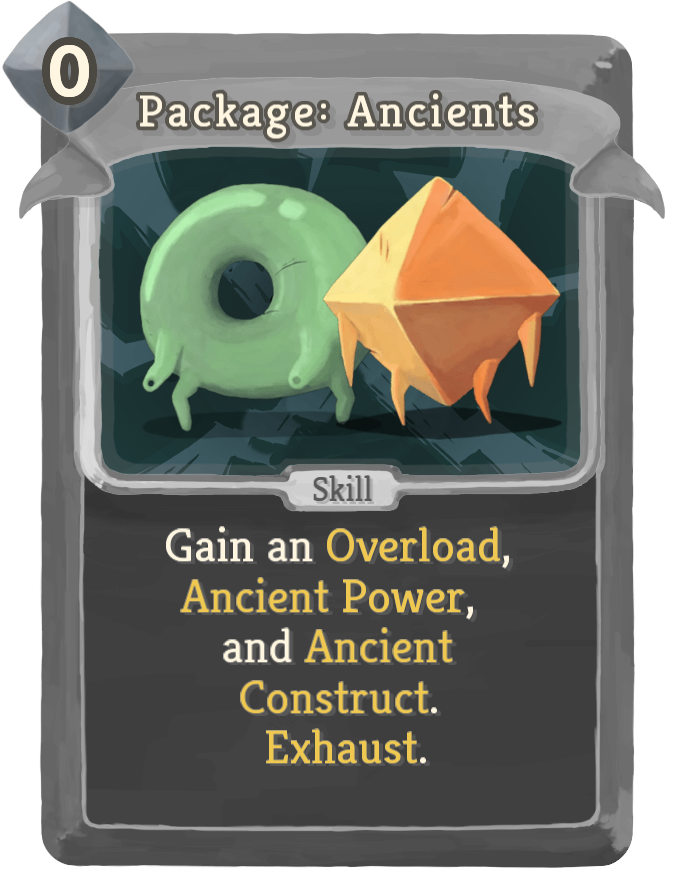 0
Package: Ancients
Skill
Gain an Overload,
Ancient Power,
and Ancient
Construct.
Exhaust.